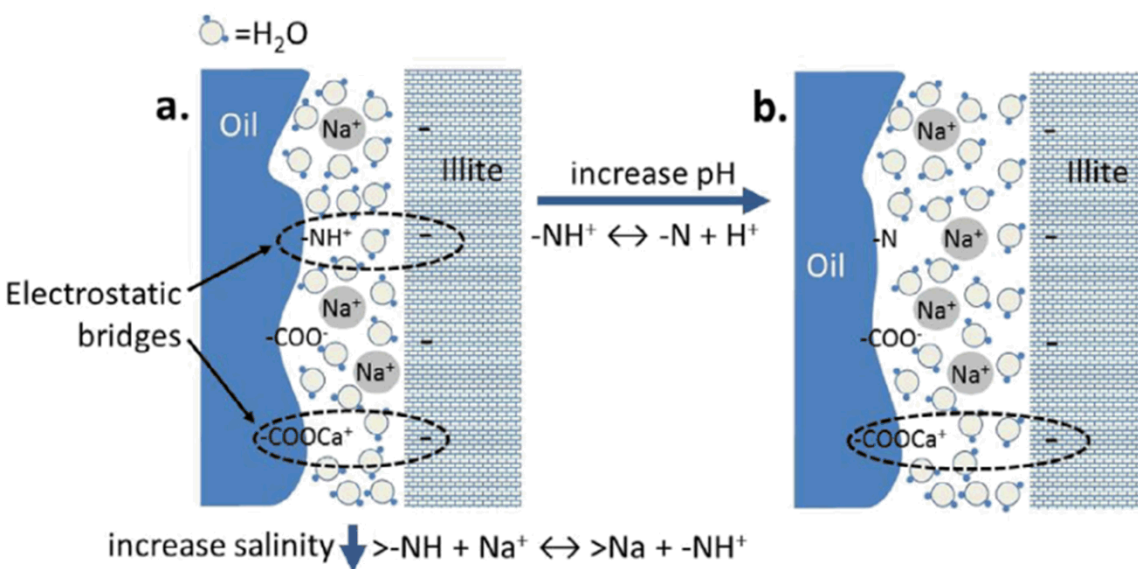 =H₂O
a.
Oil
Na⁺
-
Illite
-NH⁺
-
Electrostatic
bridges
Na⁺
-COO⁻
-
Na⁺
-COOCa⁺
-
increase pH
-NH⁺ ↔ -N + H⁺
b.
Na⁺
-
Illite
-N
Na⁺
-
Oil
Na⁺
-COO⁻
-
Na⁺
-COOCa⁺
-
increase salinity >-NH + Na⁺ ↔ >Na + -NH⁺